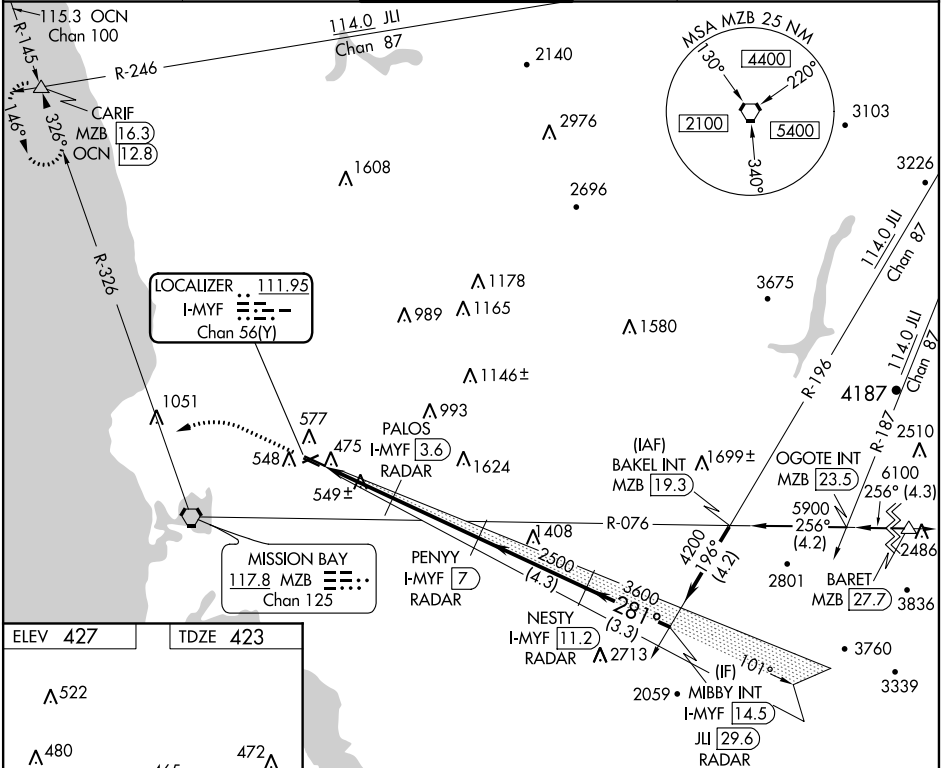 115.3 OCN
Chan 100
R-145
114.0 JLI
Chan 87
R-246
CARIF
MZB 16.3
OCN 12.8
146°
326°
R-326
MSA MZB 25 NM
130°
4400
220°
2100
5400
340°
2140
2976
3103
1608
2696
3226
114.0 JLI
Chan 87
LOCALIZER 111.95
I-MYF
Chan 56(Y)
1178
989
1165
3675
1580
1146±
R-196
114.0 JLI
Chan 87
4187
R-187
1051
993
577
PALOS
I-MYF 3.6
RADAR
548
475
549±
1624
(IAF)
BAKEL INT
MZB 19.3
1699±
OGOTE INT
MZB 23.5
2510
6100
256° (4.3)
5900
256°
(4.2)
R-076
1408
4200
196°
(4.2)
2486
MISSION BAY
117.8 MZB
Chan 125
PENYY
I-MYF 7
RADAR
2500
(4.3)
3600
281°
(3.3)
2801
BARET
MZB 27.7
3836
NESTY
I-MYF 11.2
RADAR
2713
101°
3760
3339
(IF)
MIBBY INT
I-MYF 14.5
JLI 29.6
RADAR
2059
ELEV 427
TDZE 423
522
480
465
472